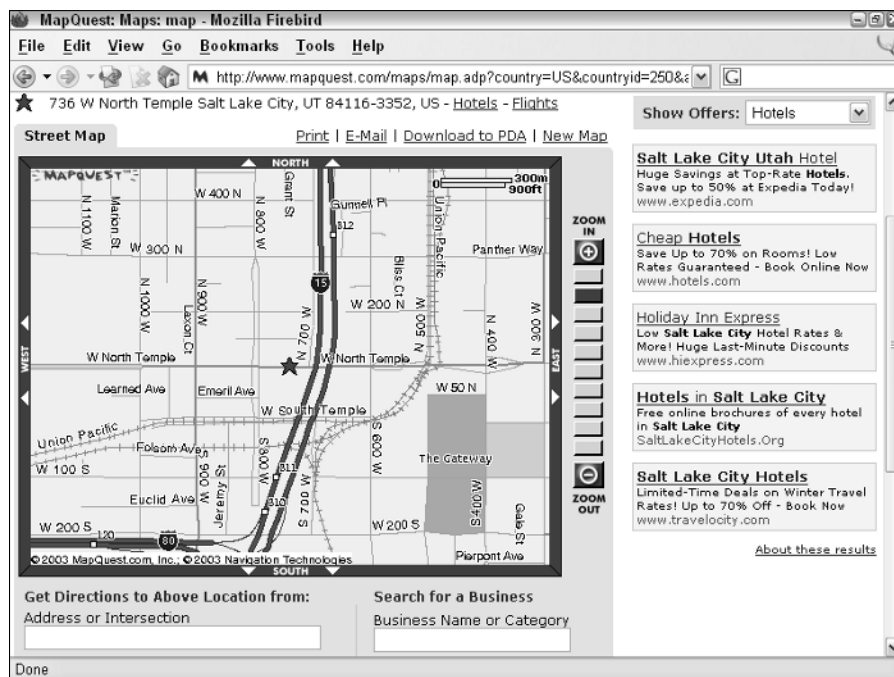 MapQuest: Maps: map - Mozilla Firebird
File Edit View Go Bookmarks Tools Help
http://www.mapquest.com/maps/map.adp?country=US&countryid=250&
736 W North Temple Salt Lake City, UT 84116-3352, US - Hotels - Flights
Street Map
Print | E-Mail | Download to PDA | New Map
NORTH
MAPQUEST
300m
900ft
W 400 N
Grant St
Gunnell Pl
N 1100 W
Marion St
N 800 W
312
Union Pacific
W 300 N
Panther Way
Bliss Ct
15
N 1000 W
N 900 W
Laxon Ct
W 200 N
N 700 W
N 500 W
N 400 W
N 300 W
WEST
EAST
W North Temple
W North Temple
Learned Ave
Emeril Ave
W 50 N
W South Temple
Union Pacific
Folsom Ave
S 800 W
S 600 W
The Gateway
W 100 S
S 900 W
Jeremy St
311
S 700 W
Euclid Ave
310
S 400 W
Gale St
W 200 S
120
80
W 200 S
Pierpont Ave
©2003 MapQuest.com, Inc.; ©2003 Navigation Technologies
SOUTH
ZOOM
IN
ZOOM
OUT
Get Directions to Above Location from:
Address or Intersection
Search for a Business
Business Name or Category
Show Offers: Hotels
Salt Lake City Utah Hotel
Huge Savings at Top-Rate Hotels.
Save up to 50% at Expedia Today!
www.expedia.com
Cheap Hotels
Save Up to 70% on Rooms! Low
Rates Guaranteed - Book Online Now
www.hotels.com
Holiday Inn Express
Low Salt Lake City Hotel Rates &
More! Huge Last-Minute Discounts
www.hiexpress.com
Hotels in Salt Lake City
Free online brochures of every hotel
in Salt Lake City
SaltLakeCityHotels.Org
Salt Lake City Hotels
Limited-Time Deals on Winter Travel
Rates! Up to 70% Off - Book Now
www.travelocity.com
About these results
Done